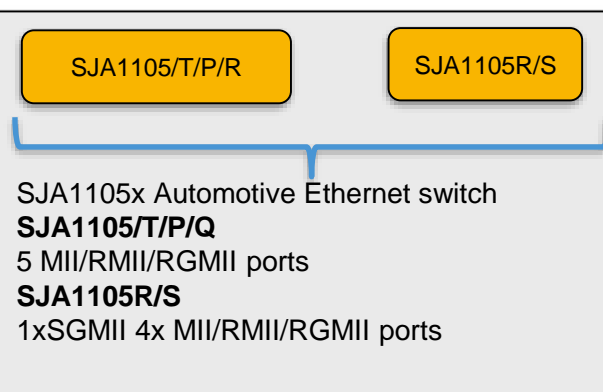 SJA1105/T/P/R
SJA1105R/S
SJA1105x Automotive Ethernet switch
SJA1105/T/P/Q
5 MII/RMII/RGMII ports
SJA1105R/S
1xSGMII 4x MII/RMII/RGMII ports